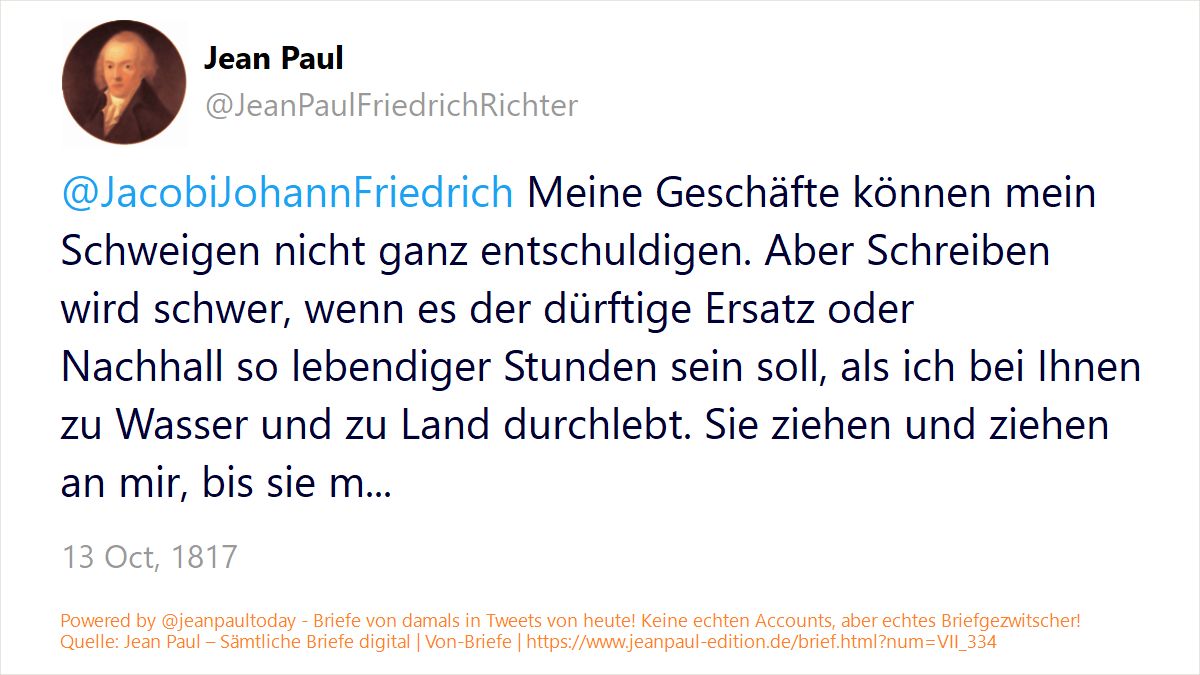 Jean Paul
@JeanPaulFriedrichRichter
@JacobiJohannFriedrich Meine Geschäfte können mein
Schweigen nicht ganz entschuldigen. Aber Schreiben
wird schwer, wenn es der dürftige Ersatz oder
Nachhall so lebendiger Stunden sein soll, als ich bei Ihnen
zu Wasser und zu Land durchlebt. Sie ziehen und ziehen
an mir, bis sie m...
13 Oct, 1817
Powered by @jeanpaultoday - Briefe von damals in Tweets von heute! Keine echten Accounts, aber echtes Briefgezwitscher!
Quelle: Jean Paul – Sämtliche Briefe digital | Von-Briefe | https://www.jeanpaul-edition.de/brief.html?num=VII_334